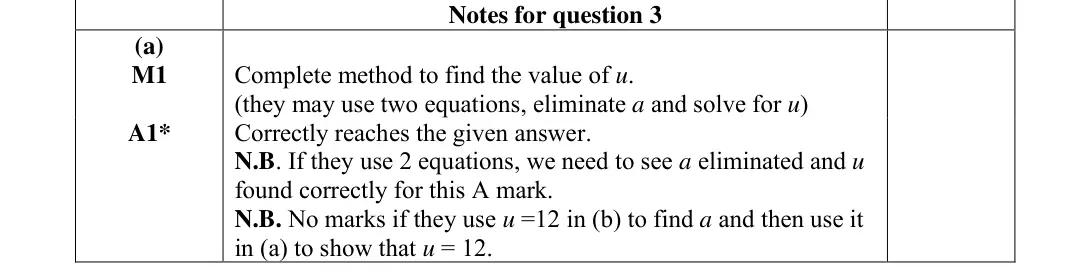 Notes for question 3
(a)
M1 Complete method to find the value of u.
(they may use two equations, eliminate a and solve for u)
A1* Correctly reaches the given answer.
N.B. If they use 2 equations, we need to see a eliminated and u
found correctly for this A mark.
N.B. No marks if they use u =12 in (b) to find a and then use it
in (a) to show that u = 12.